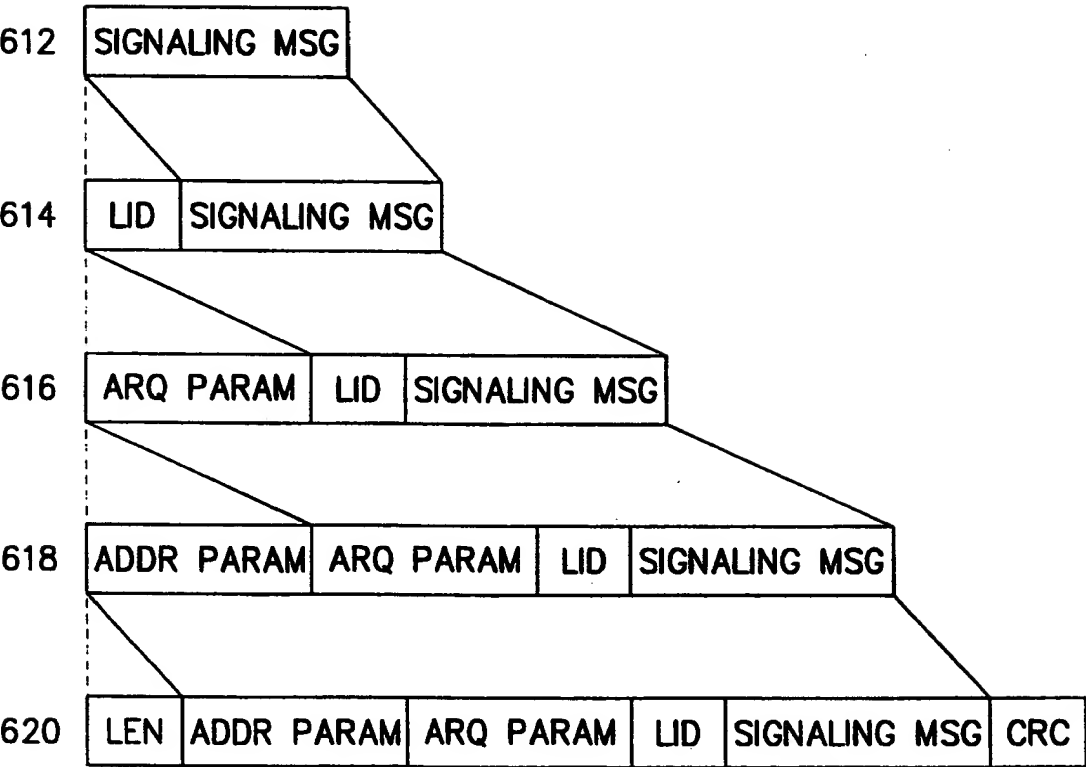 612 SIGNALING MSG
614 LID SIGNALING MSG
616 ARQ PARAM LID SIGNALING MSG
618 ADDR PARAM ARQ PARAM LID SIGNALING MSG
620 LEN ADDR PARAM ARQ PARAM LID SIGNALING MSG CRC